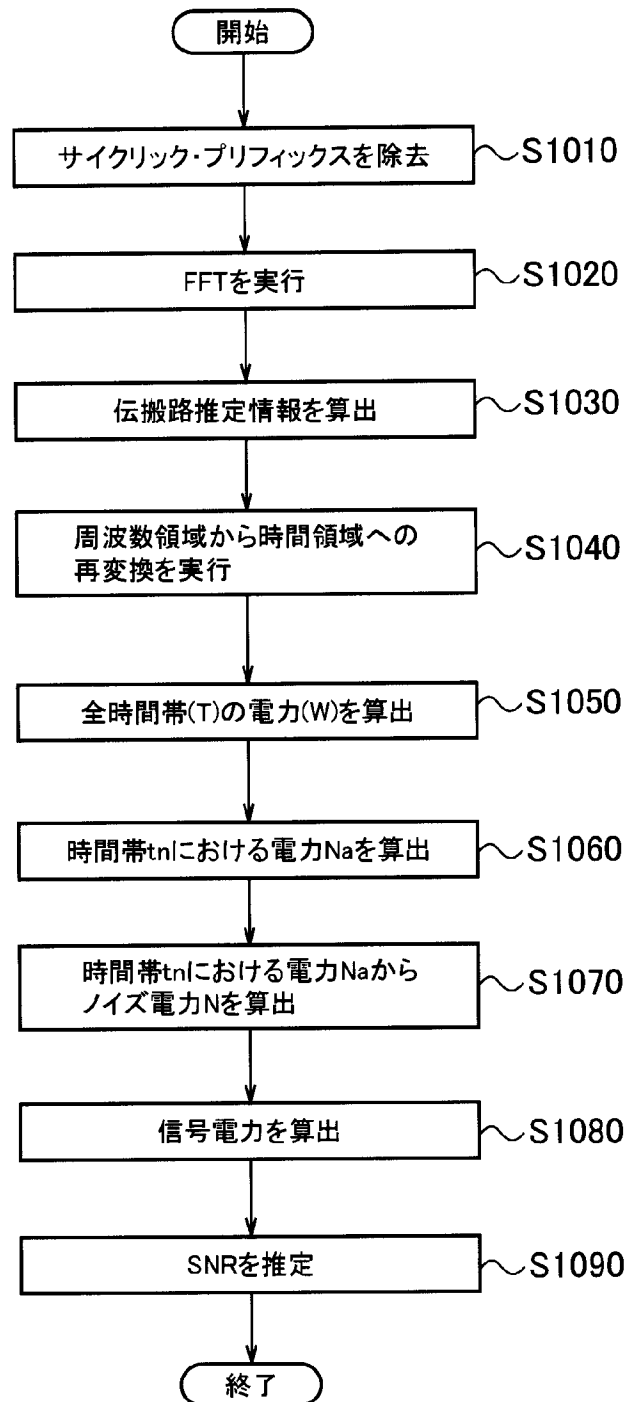 開始
サイクリック・プリフィックスを除去
S1010
FFTを実行
S1020
伝搬路推定情報を算出
S1030
周波数領域から時間領域への
再変換を実行
S1040
全時間帯(T)の電力(W)を算出
S1050
時間帯tnにおける電力Naを算出
S1060
時間帯tnにおける電力Naから
ノイズ電力Nを算出
S1070
信号電力を算出
S1080
SNRを推定
S1090
終了